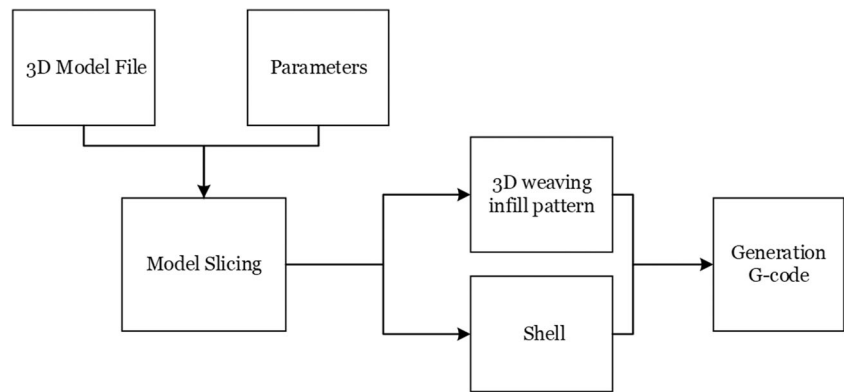 3D Model File
Parameters
Model Slicing
3D weaving
infill pattern
Shell
Generation
G-code